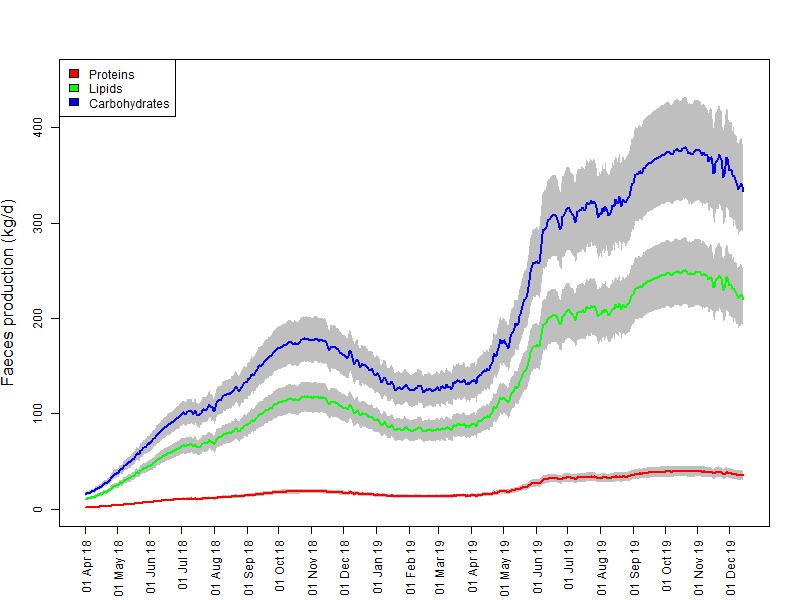 Proteins
Lipids
Carbohydrates
Faeces production (kg/d)
400
300
200
100
0
01 Apr 18
01 May 18
01 Jun 18
01 Jul 18
01 Aug 18
01 Sep 18
01 Oct 18
01 Nov 18
01 Dec 18
01 Jan 19
01 Feb 19
01 Mar 19
01 Apr 19
01 May 19
01 Jun 19
01 Jul 19
01 Aug 19
01 Sep 19
01 Oct 19
01 Nov 19
01 Dec 19